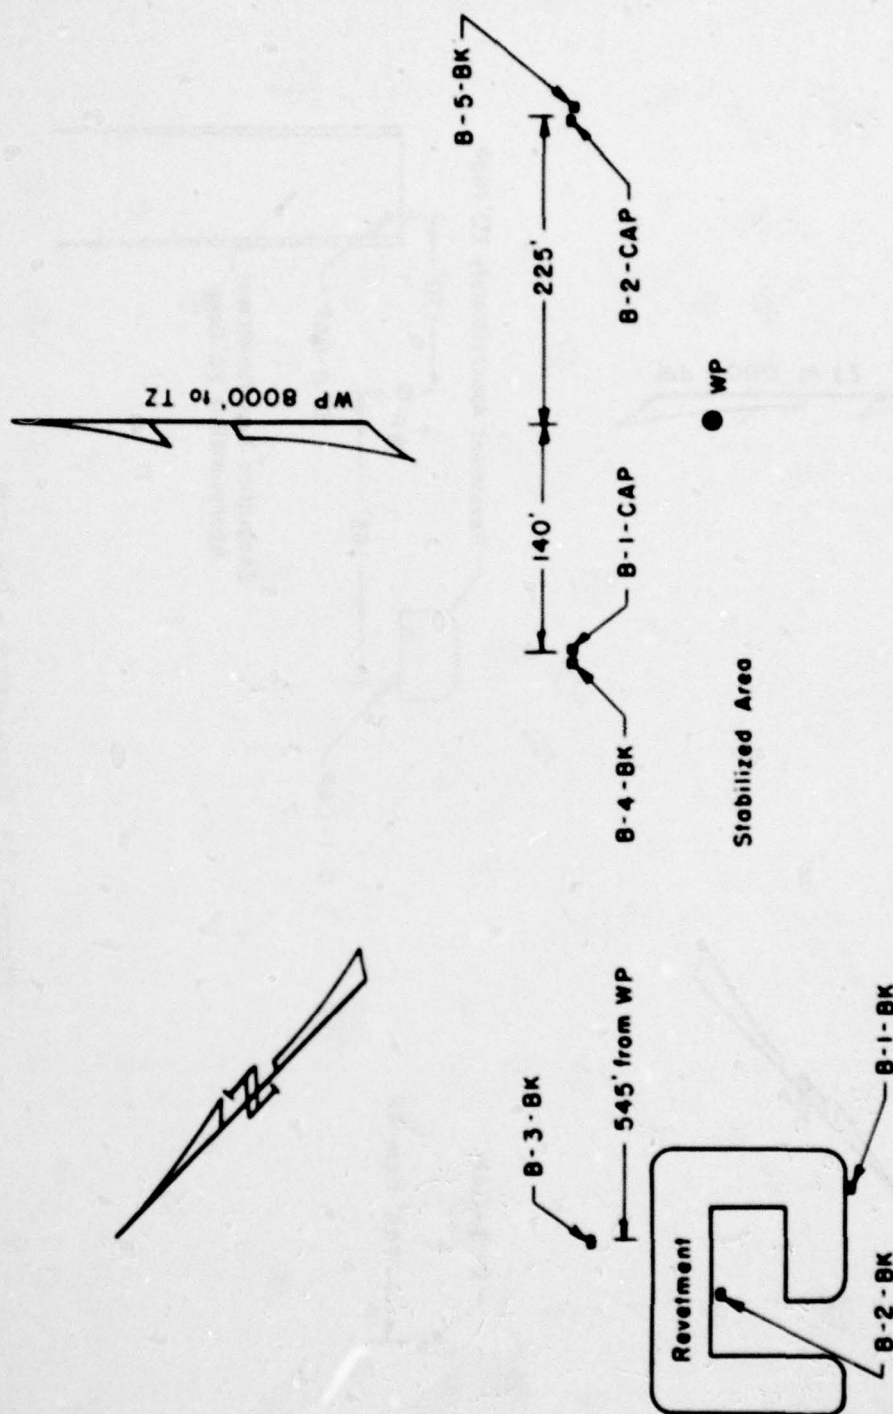 B-5-BK
225'
B-2-CAP
WP 8000' to TZ
WP
140'
B-1-CAP
B-4-BK
Stabilized Area
N
545' from WP
B-3-BK
B-1-BK
Revetment
B-2-BK